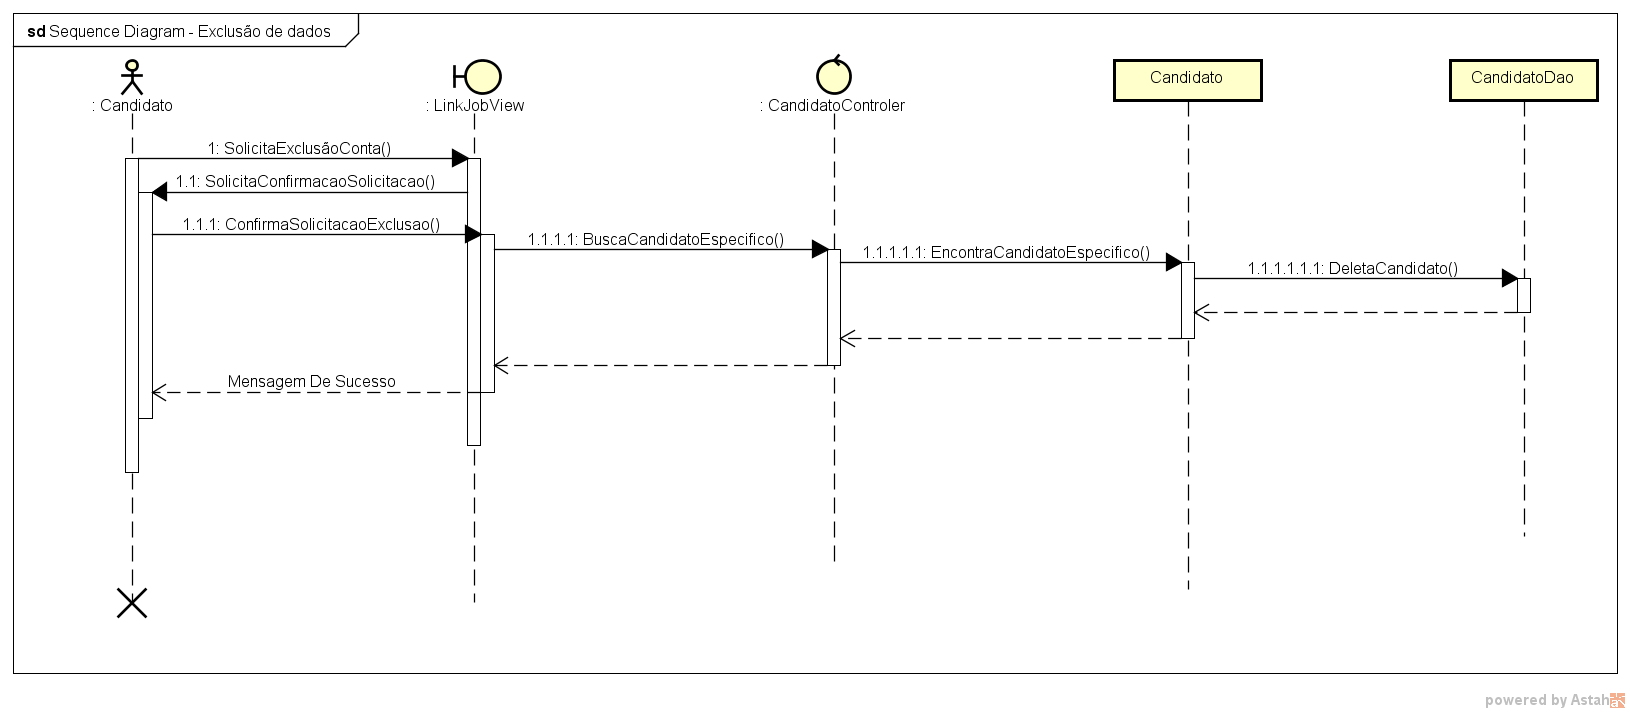 sd Sequence Diagram - Exclusão de dados
: Candidato
: LinkJobView
: CandidatoControler
Candidato
CandidatoDao
1: SolicitaExclusãoConta()
1.1: SolicitaConfirmacaoSolicitacao()
1.1.1: ConfirmaSolicitacaoExclusao()
1.1.1.1: BuscaCandidatoEspecifico()
1.1.1.1.1: EncontraCandidatoEspecifico()
1.1.1.1.1.1: DeletaCandidato()
Mensagem De Sucesso
powered by Astah